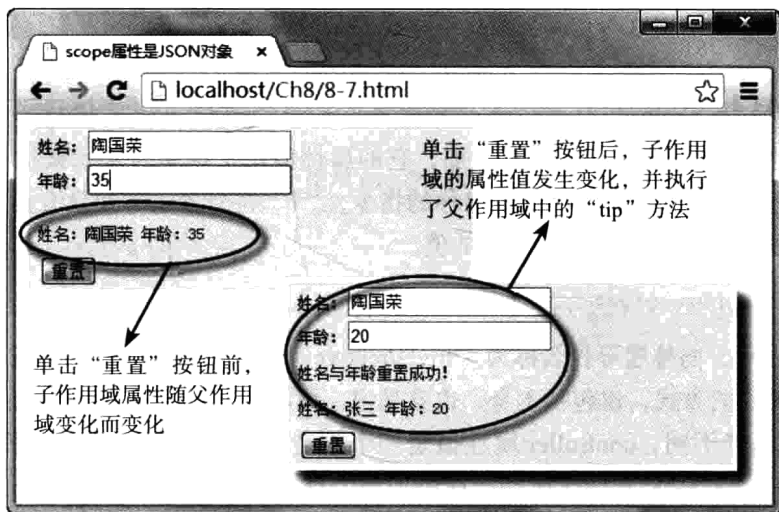 scope属性是JSON对象
localhost/Ch8/8-7.html
姓名：陶国荣
年龄：35
姓名：陶国荣 年龄：35
重置
单击“重置”按钮前，
子作用域属性随父作用
域变化而变化
单击“重置”按钮后，子作用
域的属性值发生变化，并执行
了父作用域中的“tip”方法
姓名：陶国荣
年龄：20
姓名与年龄重置成功！
姓名：张三 年龄：20
重置